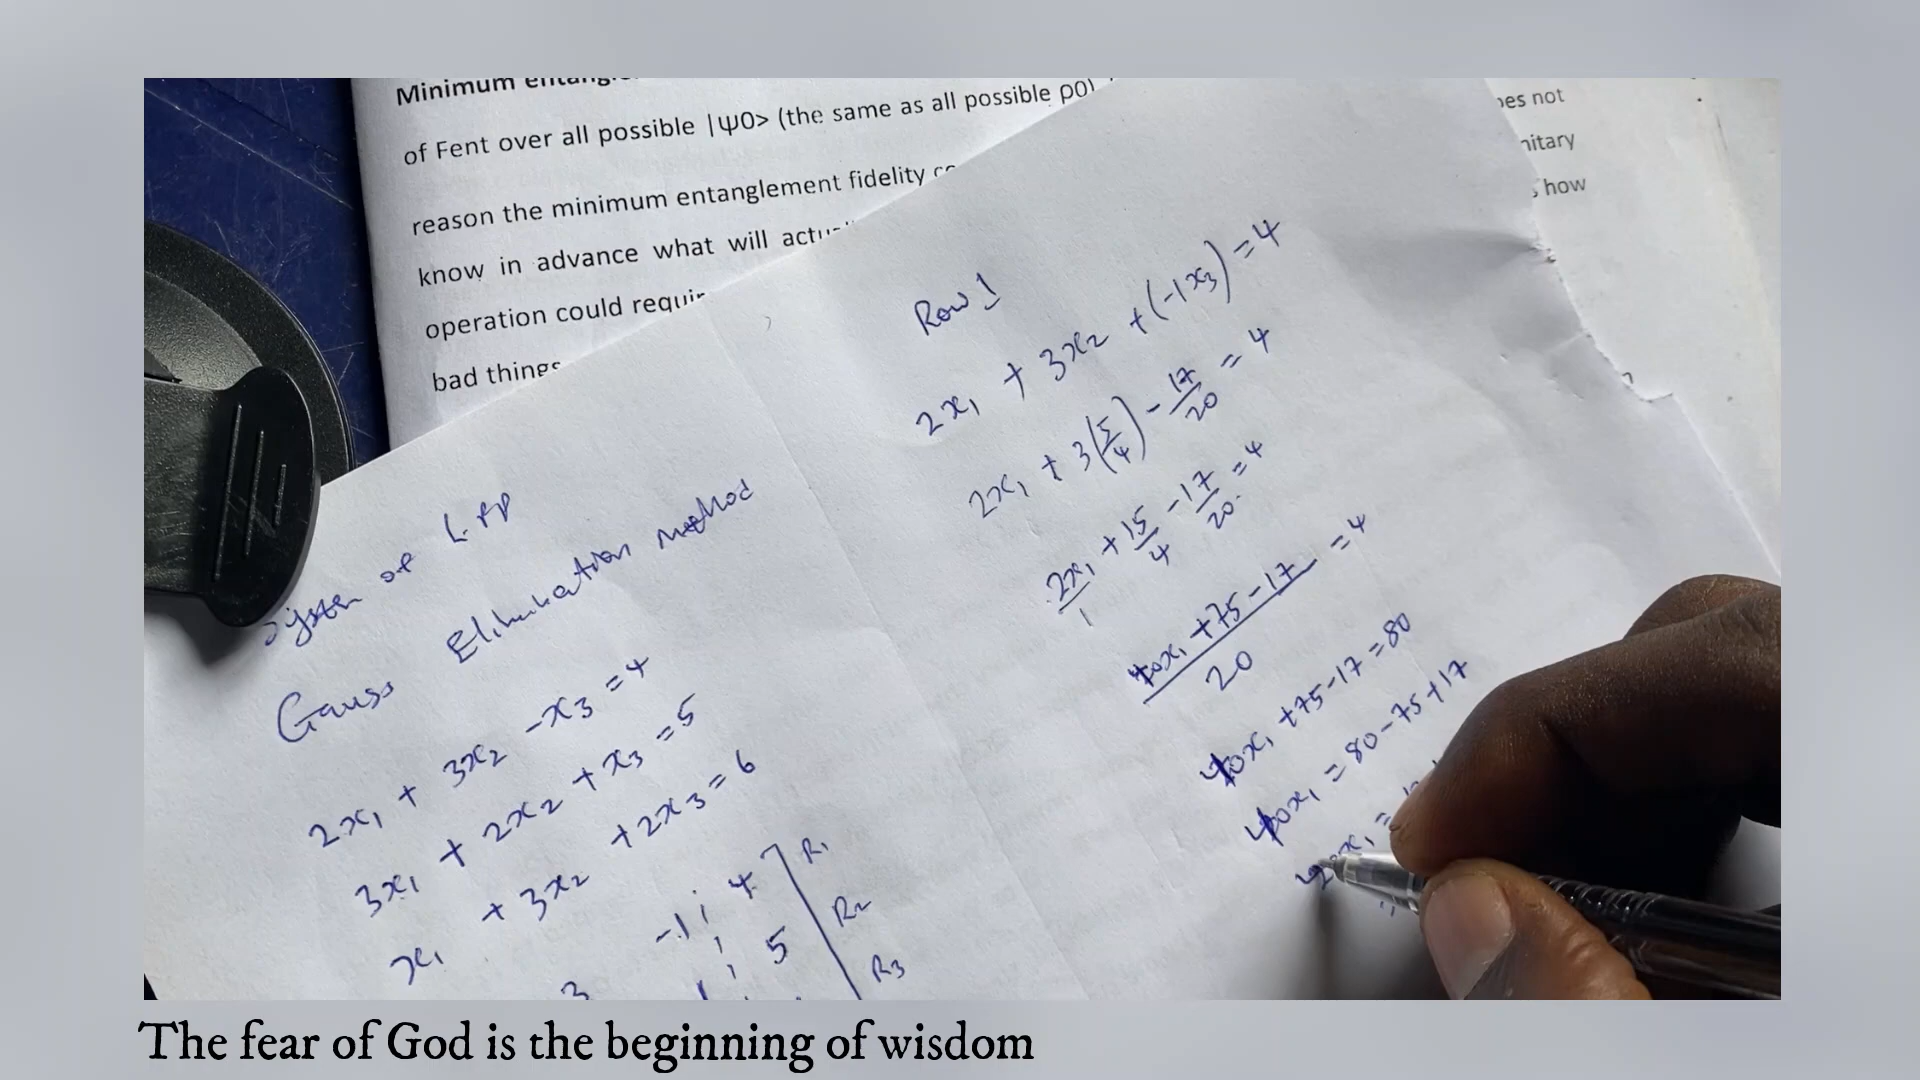 Minimum
of Fent over all possible |ψ0> (the same as all possible ρ0)
reason the minimum entanglement fidelity
know in advance what will
operation could
bad things
not
how
System of
Gauss Elimination method
2x₁ + 3x₂ - x₃ = 4
3x₁ + 2x₂ + x₃ = 5
x₁ + 3x₂ + 2x₃ = 6
3 -1 4 R₁
5 R₂
R₃
Row 1
2x₁ + 3x₂ + (-1x₃) = 4
2x₁ + 3(5/4) - 17/20 = 4
2x₁/1 + 15/4 - 17/20 = 4
40x₁ + 75 - 17 / 20 = 4
40x₁ + 75 - 17 = 80
40x₁ = 80 - 75 + 17
The fear of God is the beginning of wisdom